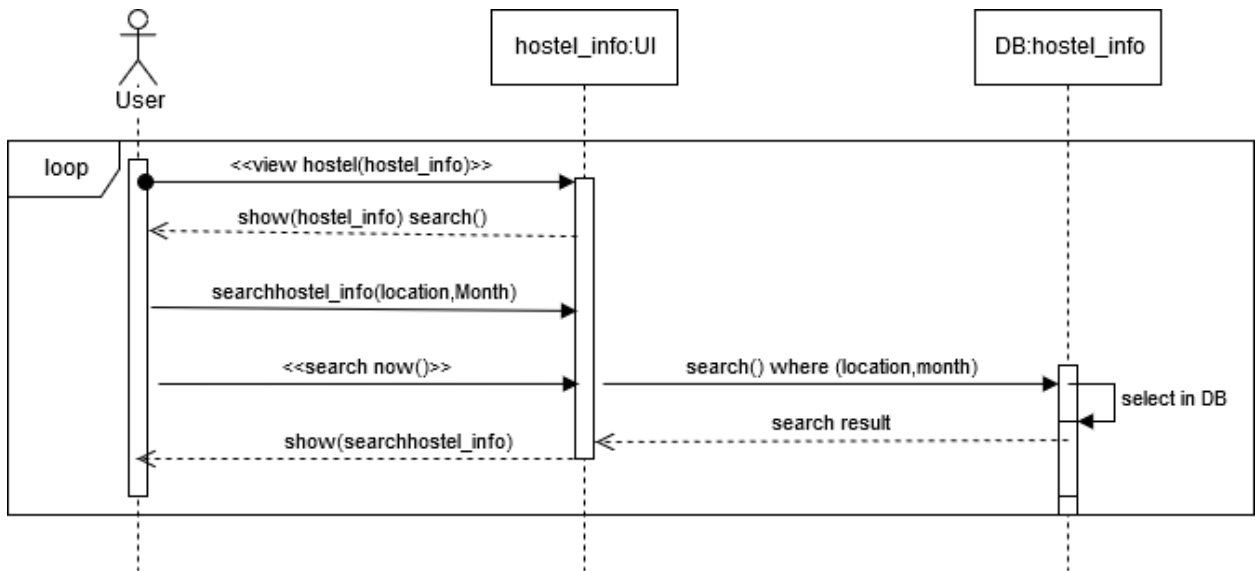 hostel_info:UI
DB:hostel_info
User
loop
<<view hostel(hostel_info)>>
show(hostel_info) search()
searchhostel_info(location,Month)
<<search now()>>
search() where (location,month)
select in DB
search result
show(searchhostel_info)